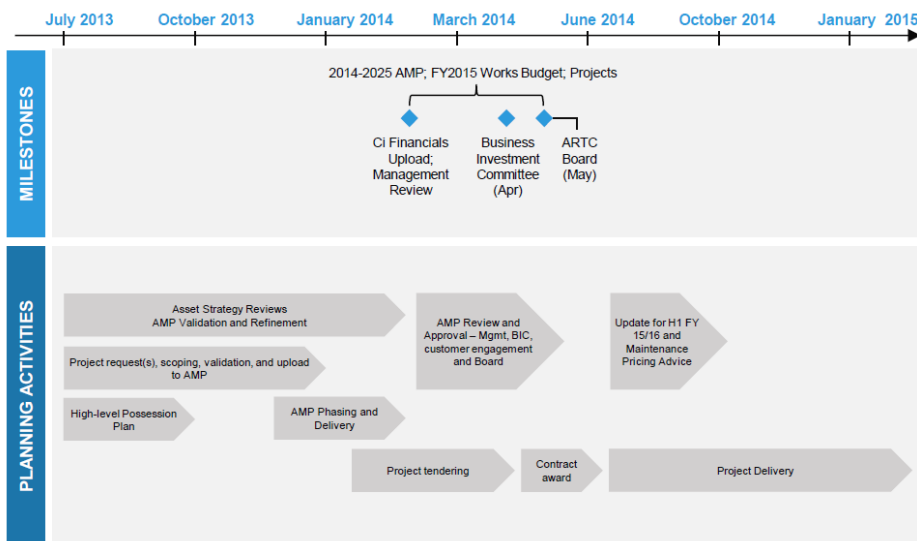 July 2013
October 2013
January 2014
March 2014
June 2014
October 2014
January 2015
MILESTONES
2014-2025 AMP; FY2015 Works Budget; Projects
Ci Financials
Upload;
Management
Review
Business
Investment
Committee
(Apr)
ARTC
Board
(May)
PLANNING ACTIVITIES
Asset Strategy Reviews
AMP Validation and Refinement
AMP Review and
Approval – Mgmt, BIC,
customer engagement
and Board
Update for H1 FY
15/16 and
Maintenance
Pricing Advice
Project request(s), scoping, validation, and upload
to AMP
High-level Possession
Plan
AMP Phasing and
Delivery
Project tendering
Contract
award
Project Delivery